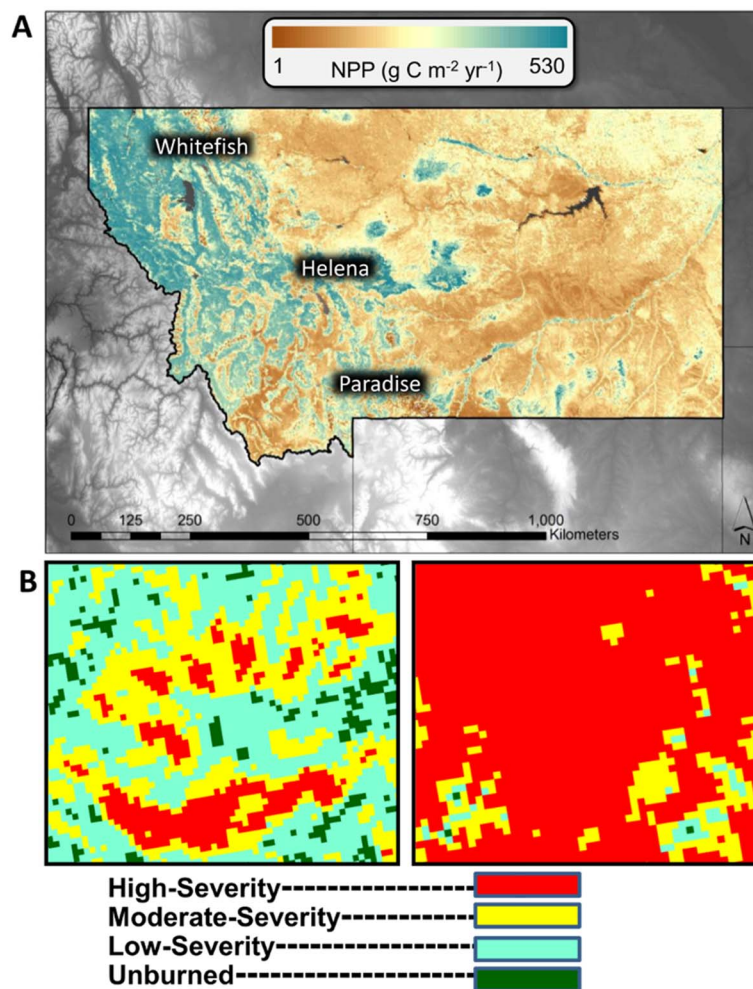 A
1 NPP (g C m-2 yr-1) 530
Whitefish
Helena
Paradise
0 125 250 500 750 1,000
Kilometers
N
B
High-Severity
Moderate-Severity
Low-Severity
Unburned